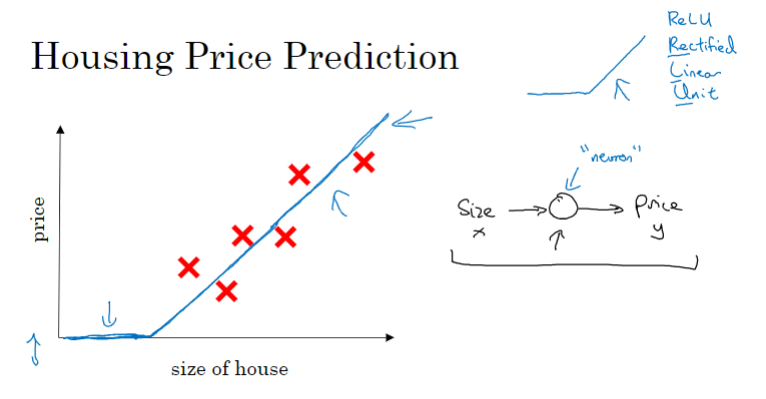 Housing Price Prediction
ReLU
Rectified
Linear
Unit
price
size of house
"neuron"
Size
x
Price
y